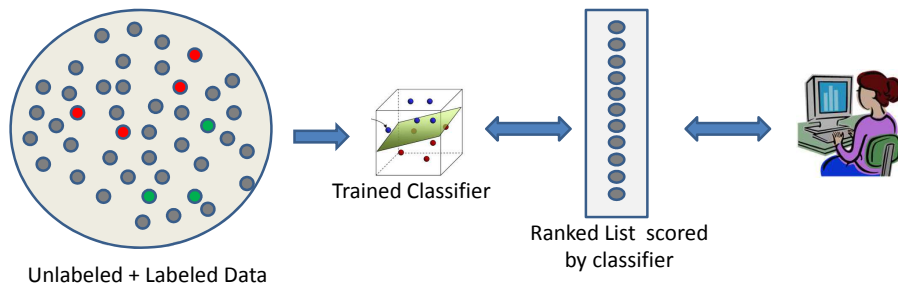 Trained Classifier
Ranked List scored
by classifier
Unlabeled + Labeled Data